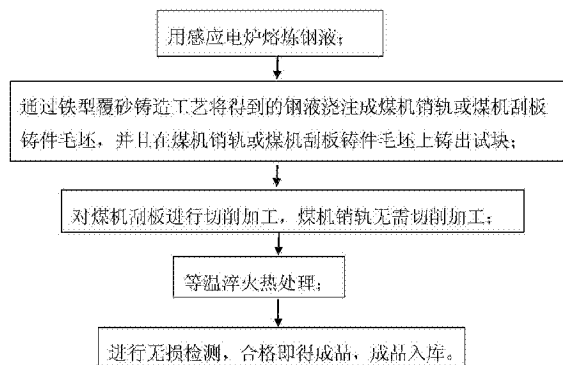 用感应电炉熔炼钢液；
通过铁型覆砂铸造工艺将得到的钢液浇注成煤机销轨或煤机刮板
铸件毛坯，并且在煤机销轨或煤机刮板铸件毛坯上铸出试块；
对煤机刮板进行切削加工，煤机销轨无需切削加工；
等温淬火热处理；
进行无损检测，合格即得成品，成品入库。